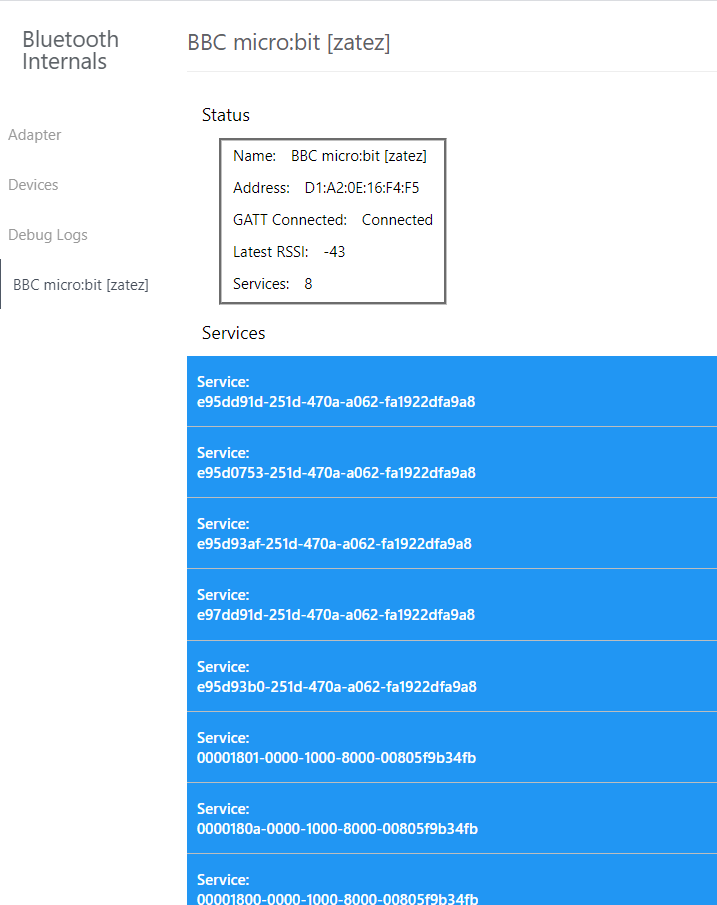 Bluetooth
Internals
BBC micro:bit [zatez]
Adapter
Devices
Debug Logs
BBC micro:bit [zatez]
Status
Name: BBC micro:bit [zatez]
Address: D1:A2:0E:16:F4:F5
GATT Connected: Connected
Latest RSSI: -43
Services: 8
Services
Service:
e95dd91d-251d-470a-a062-fa1922dfa9a8
Service:
e95d0753-251d-470a-a062-fa1922dfa9a8
Service:
e95d93af-251d-470a-a062-fa1922dfa9a8
Service:
e97dd91d-251d-470a-a062-fa1922dfa9a8
Service:
e95d93b0-251d-470a-a062-fa1922dfa9a8
Service:
00001801-0000-1000-8000-00805f9b34fb
Service:
0000180a-0000-1000-8000-00805f9b34fb
Service:
00001800-0000-1000-8000-00805f9b34fb